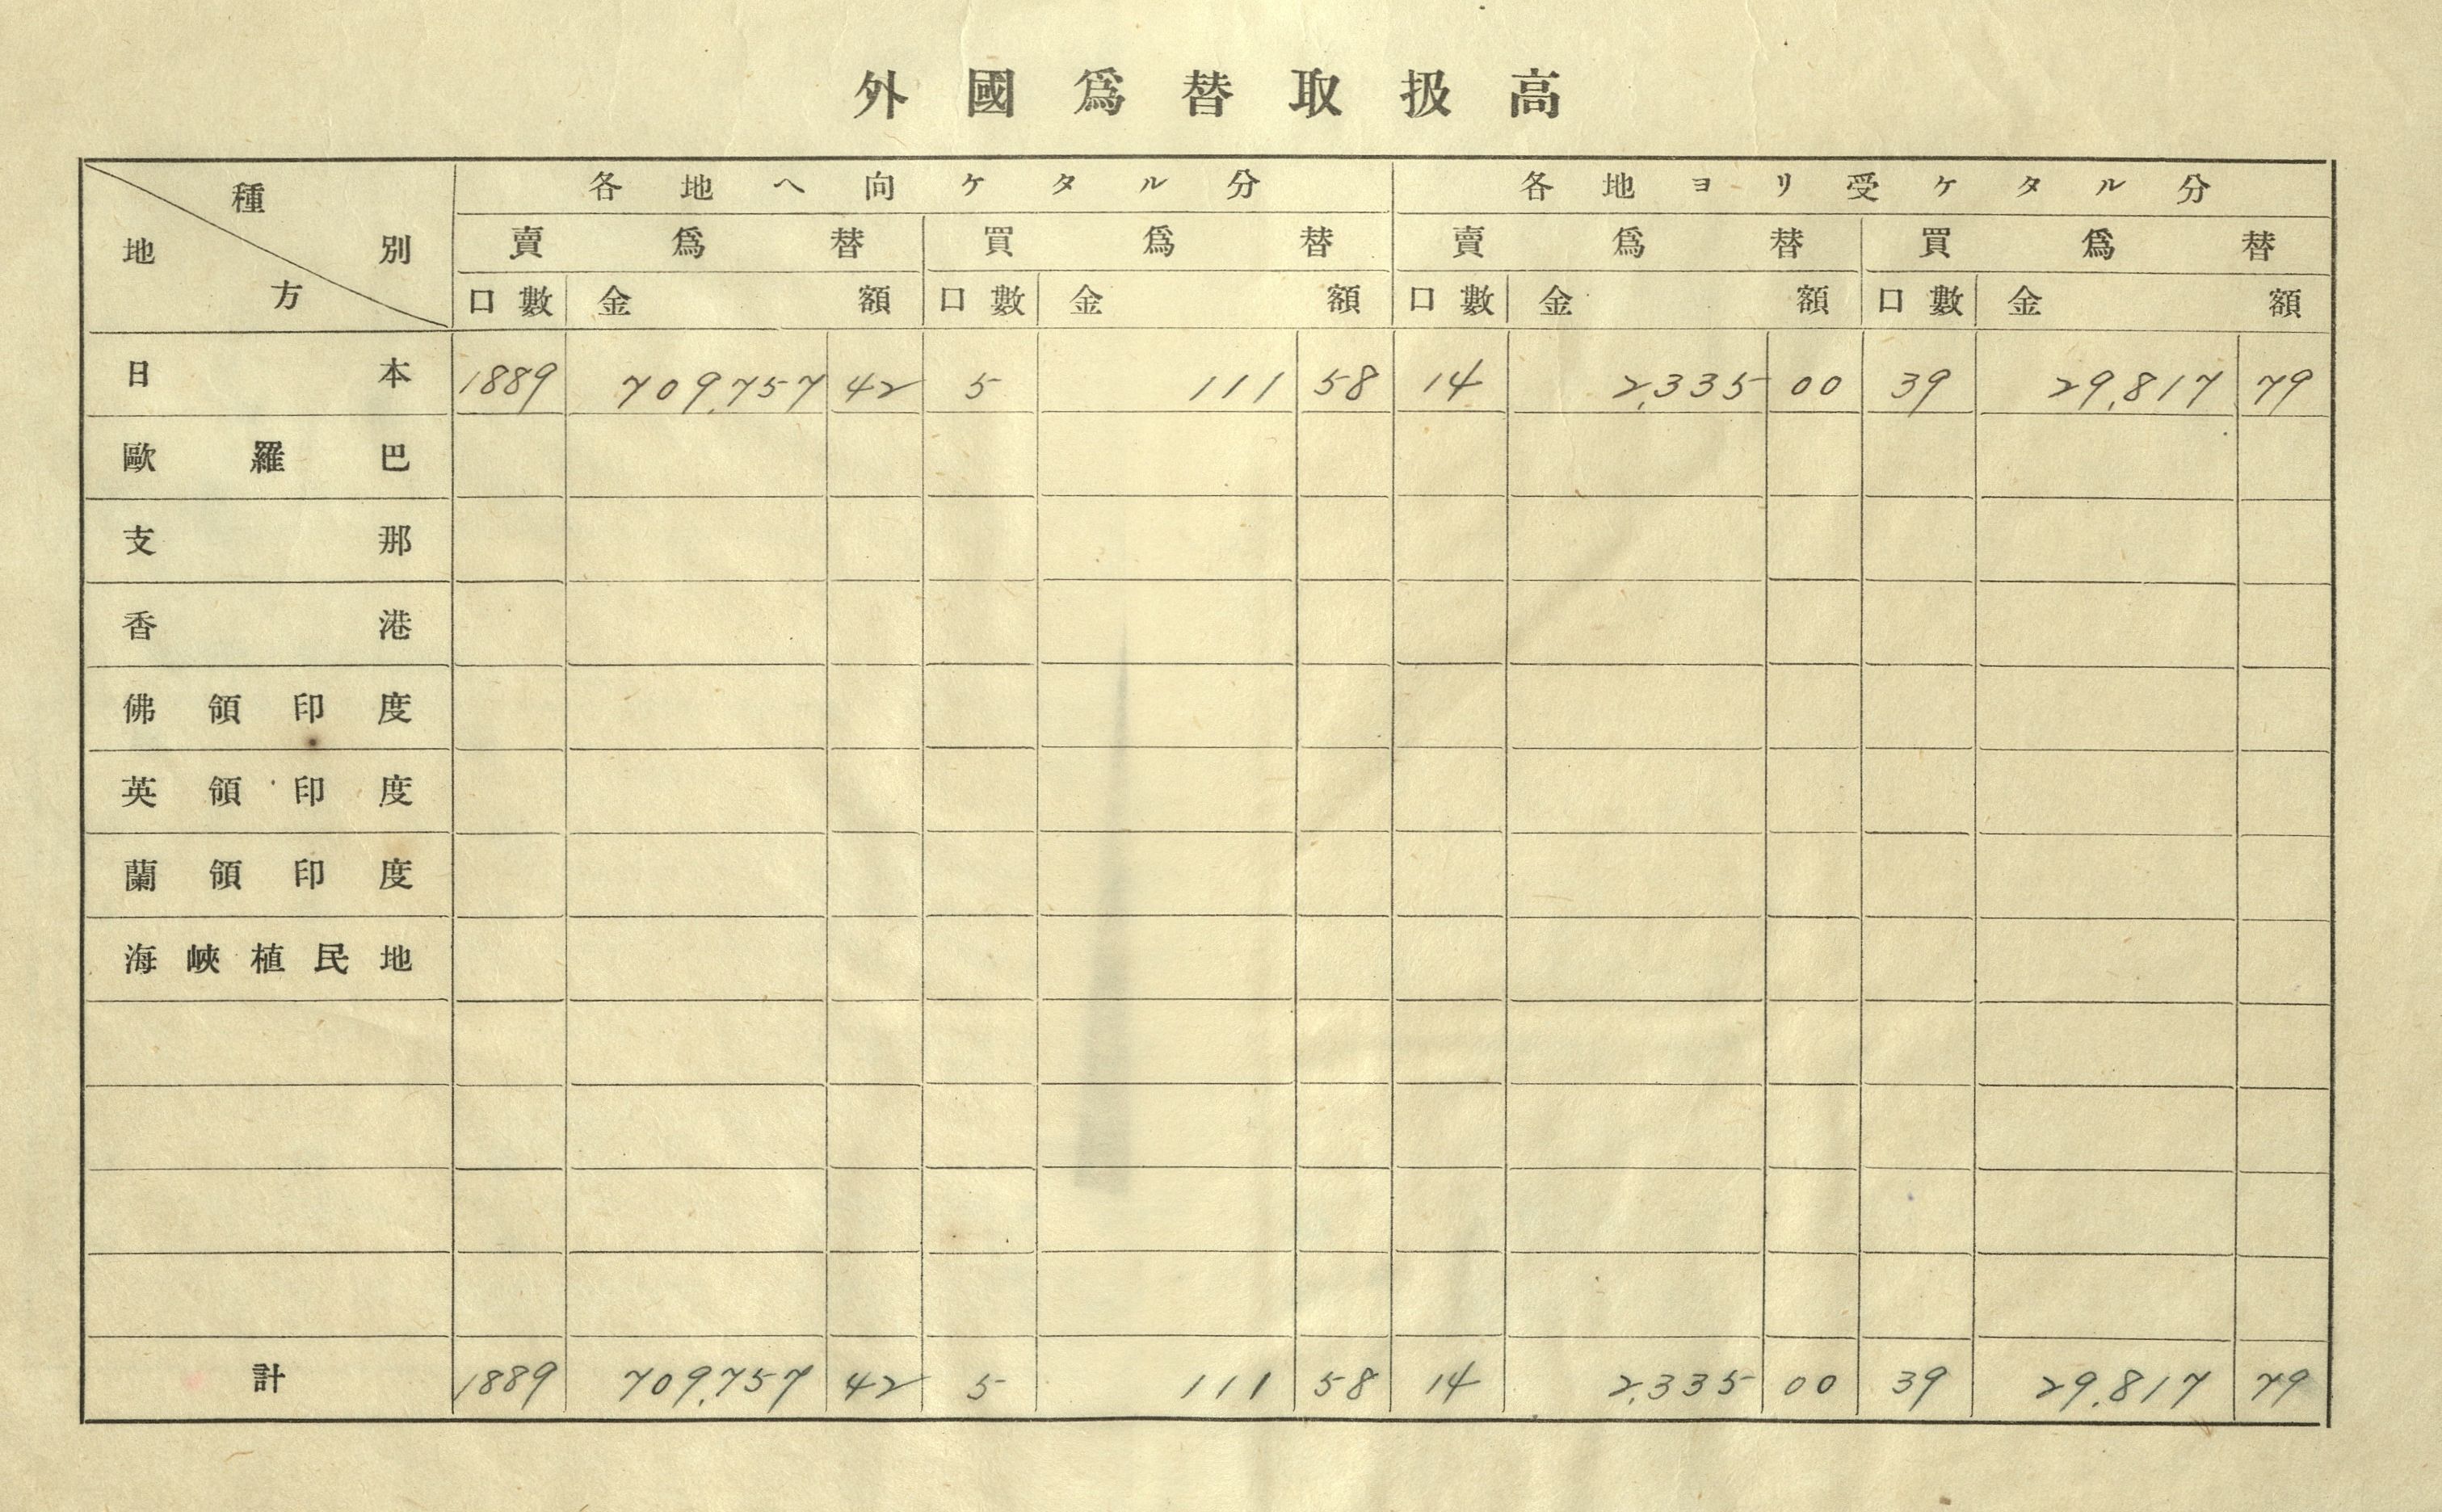 外國爲替取扱高
種別 地方 各地ヘ向ケタル分 各地ヨリ受ケタル分
賣爲替 買爲替 賣爲替 買爲替
口數 金額 口數 金額 口數 金額 口數 金額
日本 1889 709,757 42 5 111 58 14 2,335 00 39 29,817 79
歐羅巴
支那
香港
佛領印度
英領印度
蘭領印度
海峽植民地
計 1889 709,757 42 5 111 58 14 2,335 00 39 29,817 79